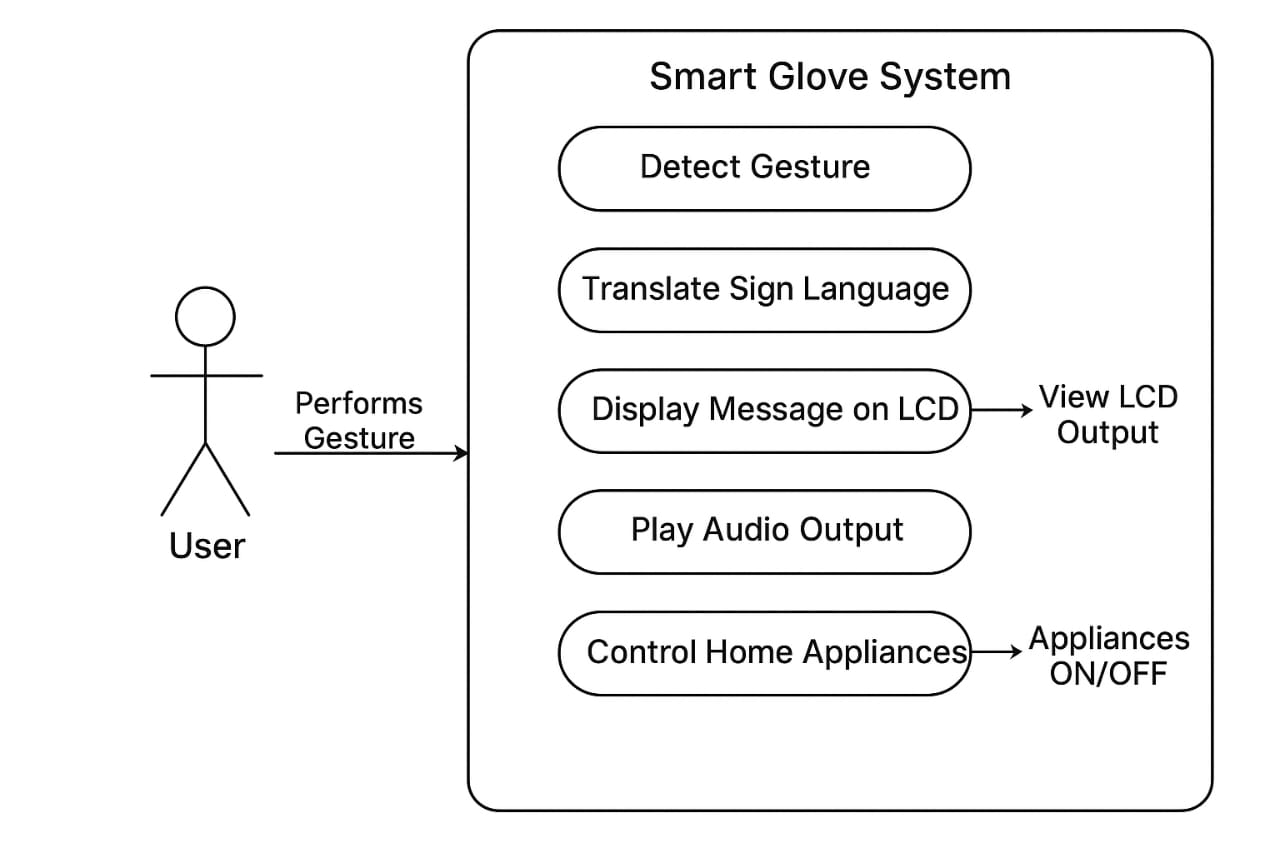 Smart Glove System
Detect Gesture
Translate Sign Language
Performs
Gesture
Display Message on LCD
View LCD
Output
Play Audio Output
User
Control Home Appliances
Appliances
ON/OFF